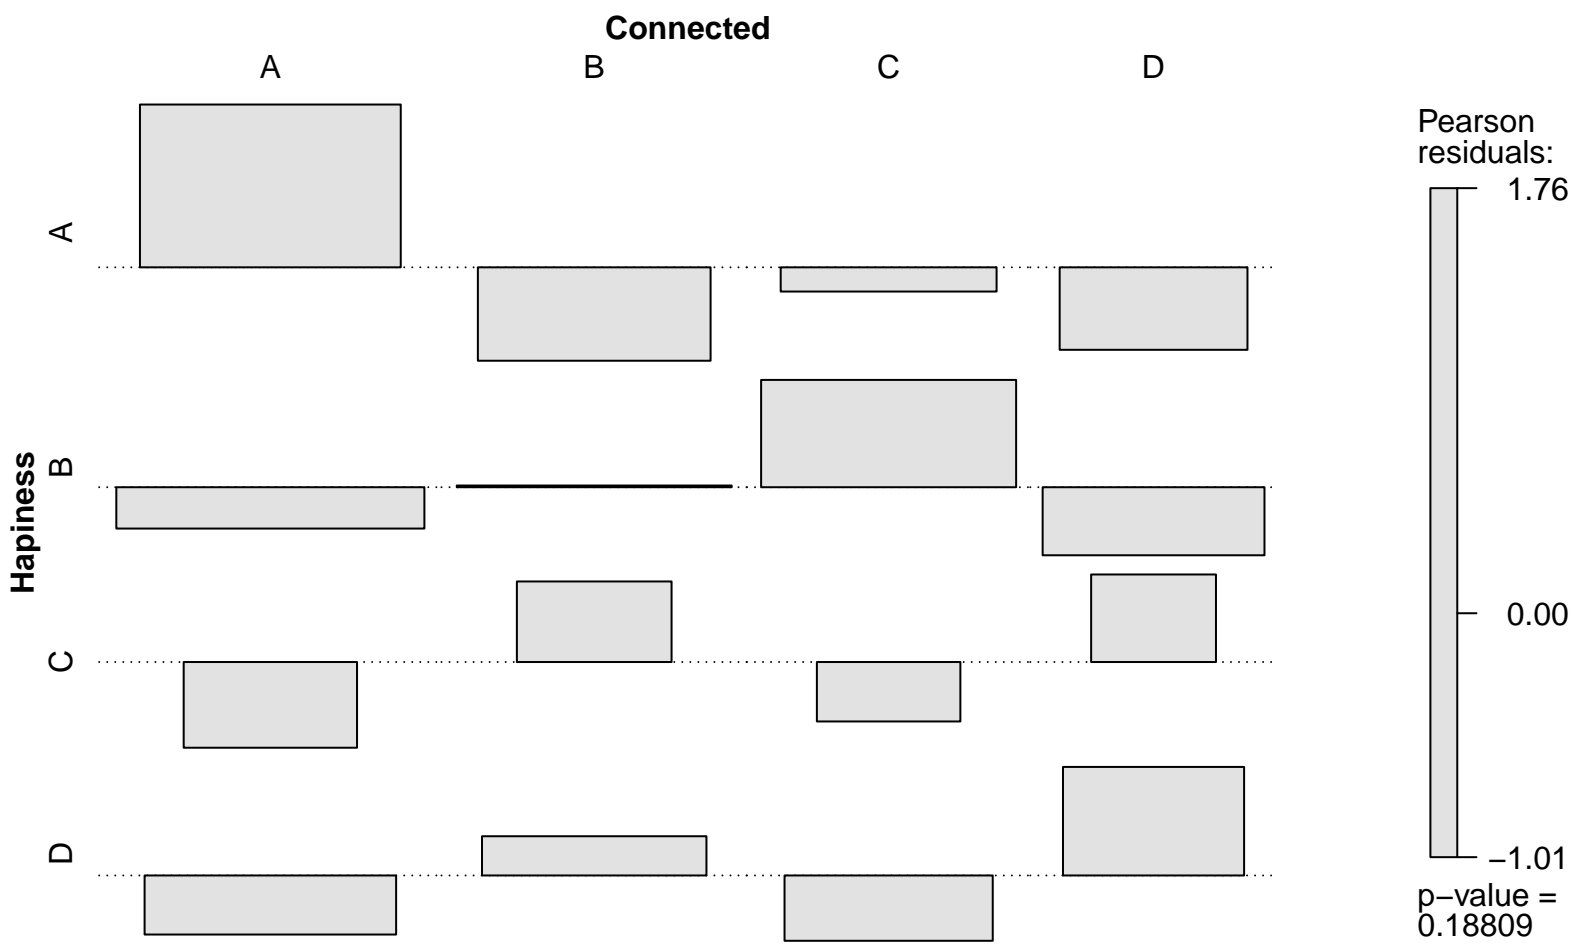 Connected
A B C D
Hapiness
A
B
C
D
Pearson
residuals:
1.76
0.00
−1.01
p−value =
0.18809